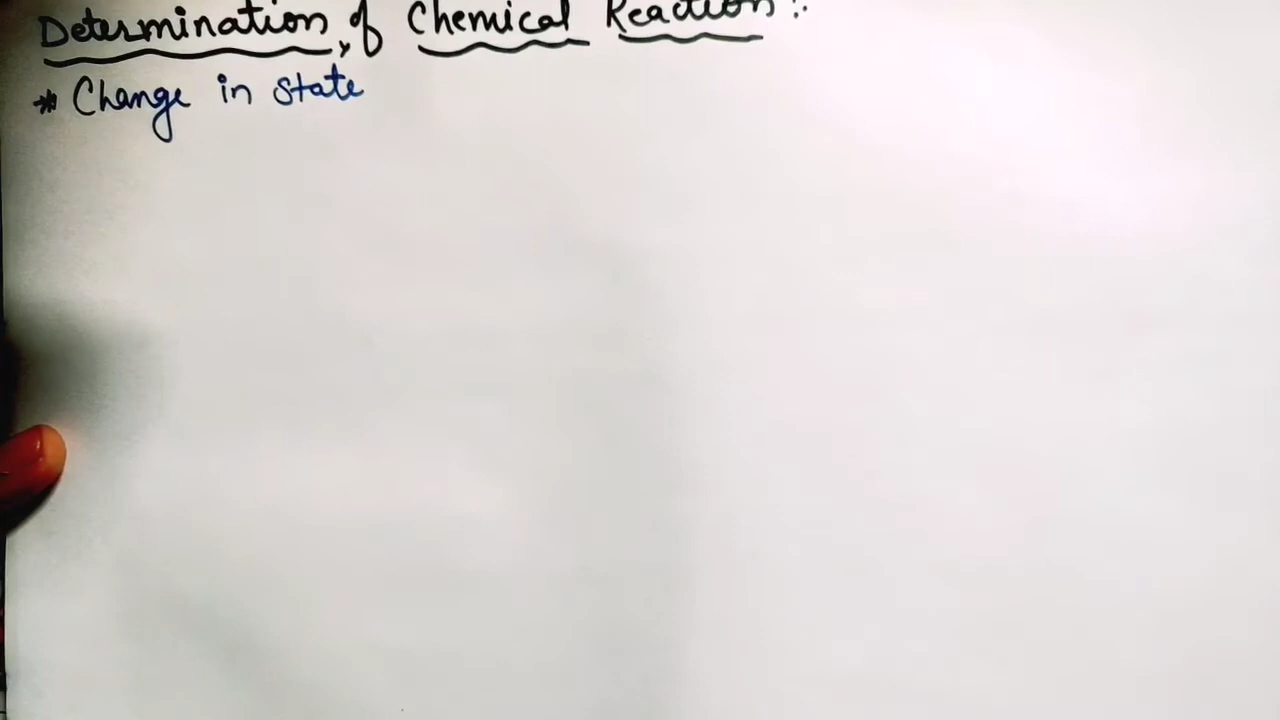 Determination of Chemical Reaction :.
* Change in state